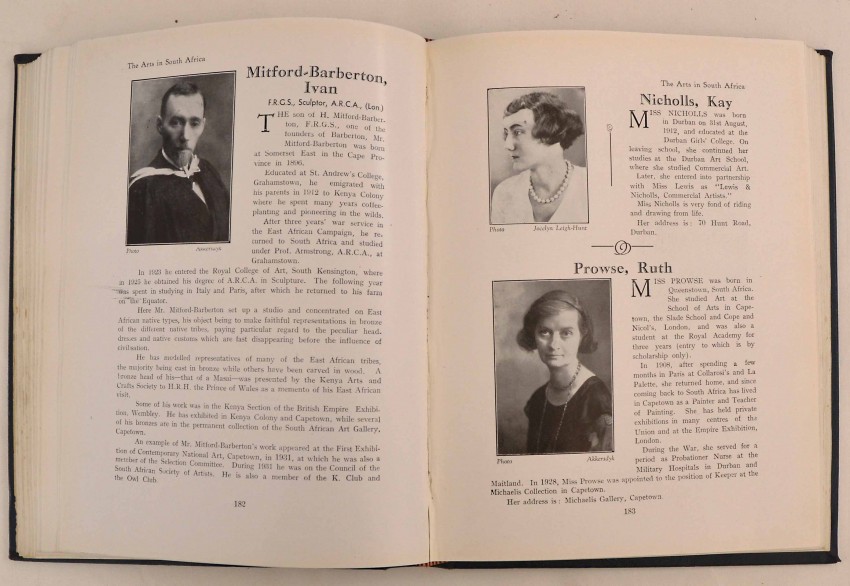 The Arts in South Africa
Mitford-Barberton,
Ivan
F.R.G.S., Sculptor, A.R.C.A., (Lon.)
THE son of H. Mitford-Barber-
ton, F.R.G.S., one of the
founders of Barberton, Mr.
Mitford-Barberton was born
at Somerset East in the Cape Pro-
vince in 1896.
Educated at St. Andrew's College,
Grahamstown, he emigrated with
his parents in 1912 to Kenya Colony
where he spent many years coffee-
planting and pioneering in the wilds.
After three years' war service in
the East African Campaign, he re-
turned to South Africa and studied
under Prof. Armstrong, A.R.C.A., at
Grahamstown.
Photo
In 1923 he entered the Royal College of Art, South Kensington, where
in 1925 he obtained his degree of A.R.C.A. in Sculpture. The following year
was spent in studying in Italy and Paris, after which he returned to his farm
on the Equator.
Here Mr. Mitford-Barberton set up a studio and concentrated on East
African native types, his object being to make faithful representations in bronze
of the different native tribes, paying particular regard to the peculiar head-
dresses and native customs which are fast disappearing before the influence of
civilisation.
He has modelled representatives of many of the East African tribes,
the majority being cast in bronze while others have been carved in wood. A
bronze head of his—that of a Masai—was presented by the Kenya Arts and
Crafts Society to H.R.H. the Prince of Wales as a memento of his East African
visit.
Some of his work was in the Kenya Section of the British Empire Exhibi-
tion, Wembley. He has exhibited in Kenya Colony and Capetown, while several
of his bronzes are in the permanent collection of the South African Art Gallery,
Capetown.
An example of Mr. Mitford-Barberton's work appeared at the First Exhibi-
tion of Contemporary National Art, Capetown, in 1931, at which he was also a
member of the Selection Committee. During 1931 he was on the Council of the
South African Society of Artists. He is also a member of the K. Club and
the Owl Club.
182
The Arts in South Africa
Nicholls, Kay
MISS NICHOLLS was born
in Durban on 31st August,
1912, and educated at the
Durban Girls' College. On
leaving school, she continued her
studies at the Durban Art School,
where she studied Commercial Art.
Later, she entered into partnership
with Miss Lewis as "Lewis &
Nicholls, Commercial Artists."
Miss Nicholls is very fond of riding
and drawing from life.
Her address is: 70 Hunt Road,
Durban.
Photo Jocelyn Leigh-Hunt
Prowse, Ruth
MISS PROWSE was born in
Queenstown, South Africa.
She studied Art at the
School of Arts in Cape-
town, the Slade School and Cope and
Nicol's, London, and was also a
student at the Royal Academy for
three years (entry to which is by
scholarship only).
In 1908, after spending a few
months in Paris at Collarosi's and La
Palette, she returned home, and since
coming back to South Africa has lived
in Capetown as a Painter and Teacher
of Painting. She has held private
exhibitions in many centres of the
Union and at the Empire Exhibition,
London.
During the War, she served for a
period as Probationer Nurse at the
Military Hospitals in Durban and
Photo Akkersdyk
Maitland. In 1928, Miss Prowse was appointed to the position of Keeper at the
Michaelis Collection in Capetown.
Her address is: Michaelis Gallery, Capetown
183